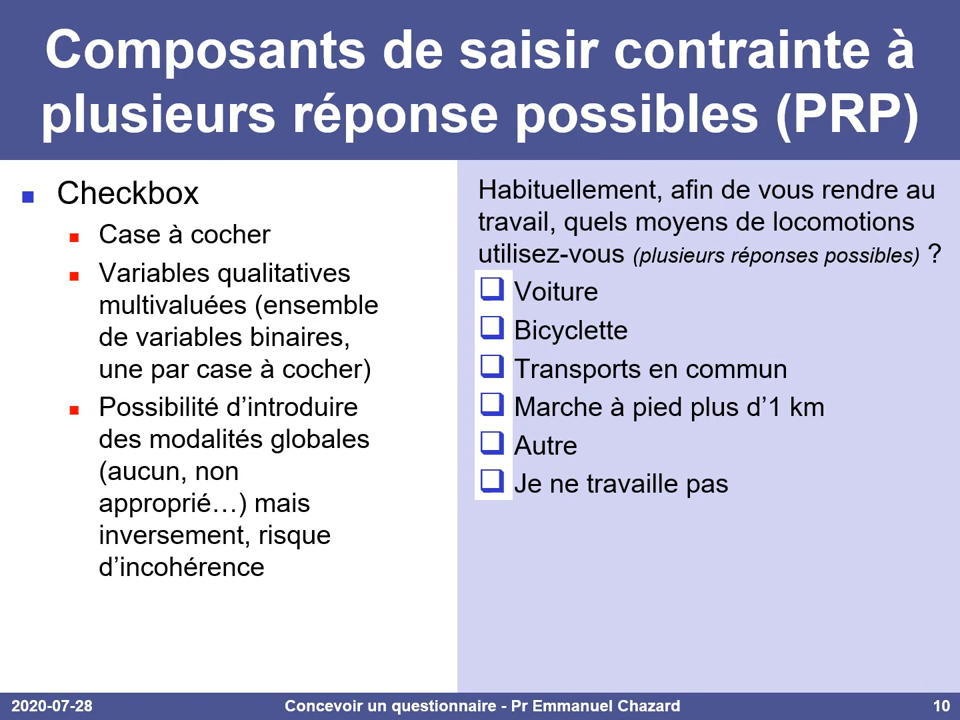 Composants de saisir contrainte à
plusieurs réponse possibles (PRP)
Checkbox
Case à cocher
Variables qualitatives
multivaluées (ensemble
de variables binaires,
une par case à cocher)
Possibilité d’introduire
des modalités globales
(aucun, non
approprié…) mais
inversement, risque
d’incohérence
Habituellement, afin de vous rendre au
travail, quels moyens de locomotions
utilisez-vous (plusieurs réponses possibles) ?
Voiture
Bicyclette
Transports en commun
Marche à pied plus d’1 km
Autre
Je ne travaille pas
2020-07-28
Concevoir un questionnaire - Pr Emmanuel Chazard
10